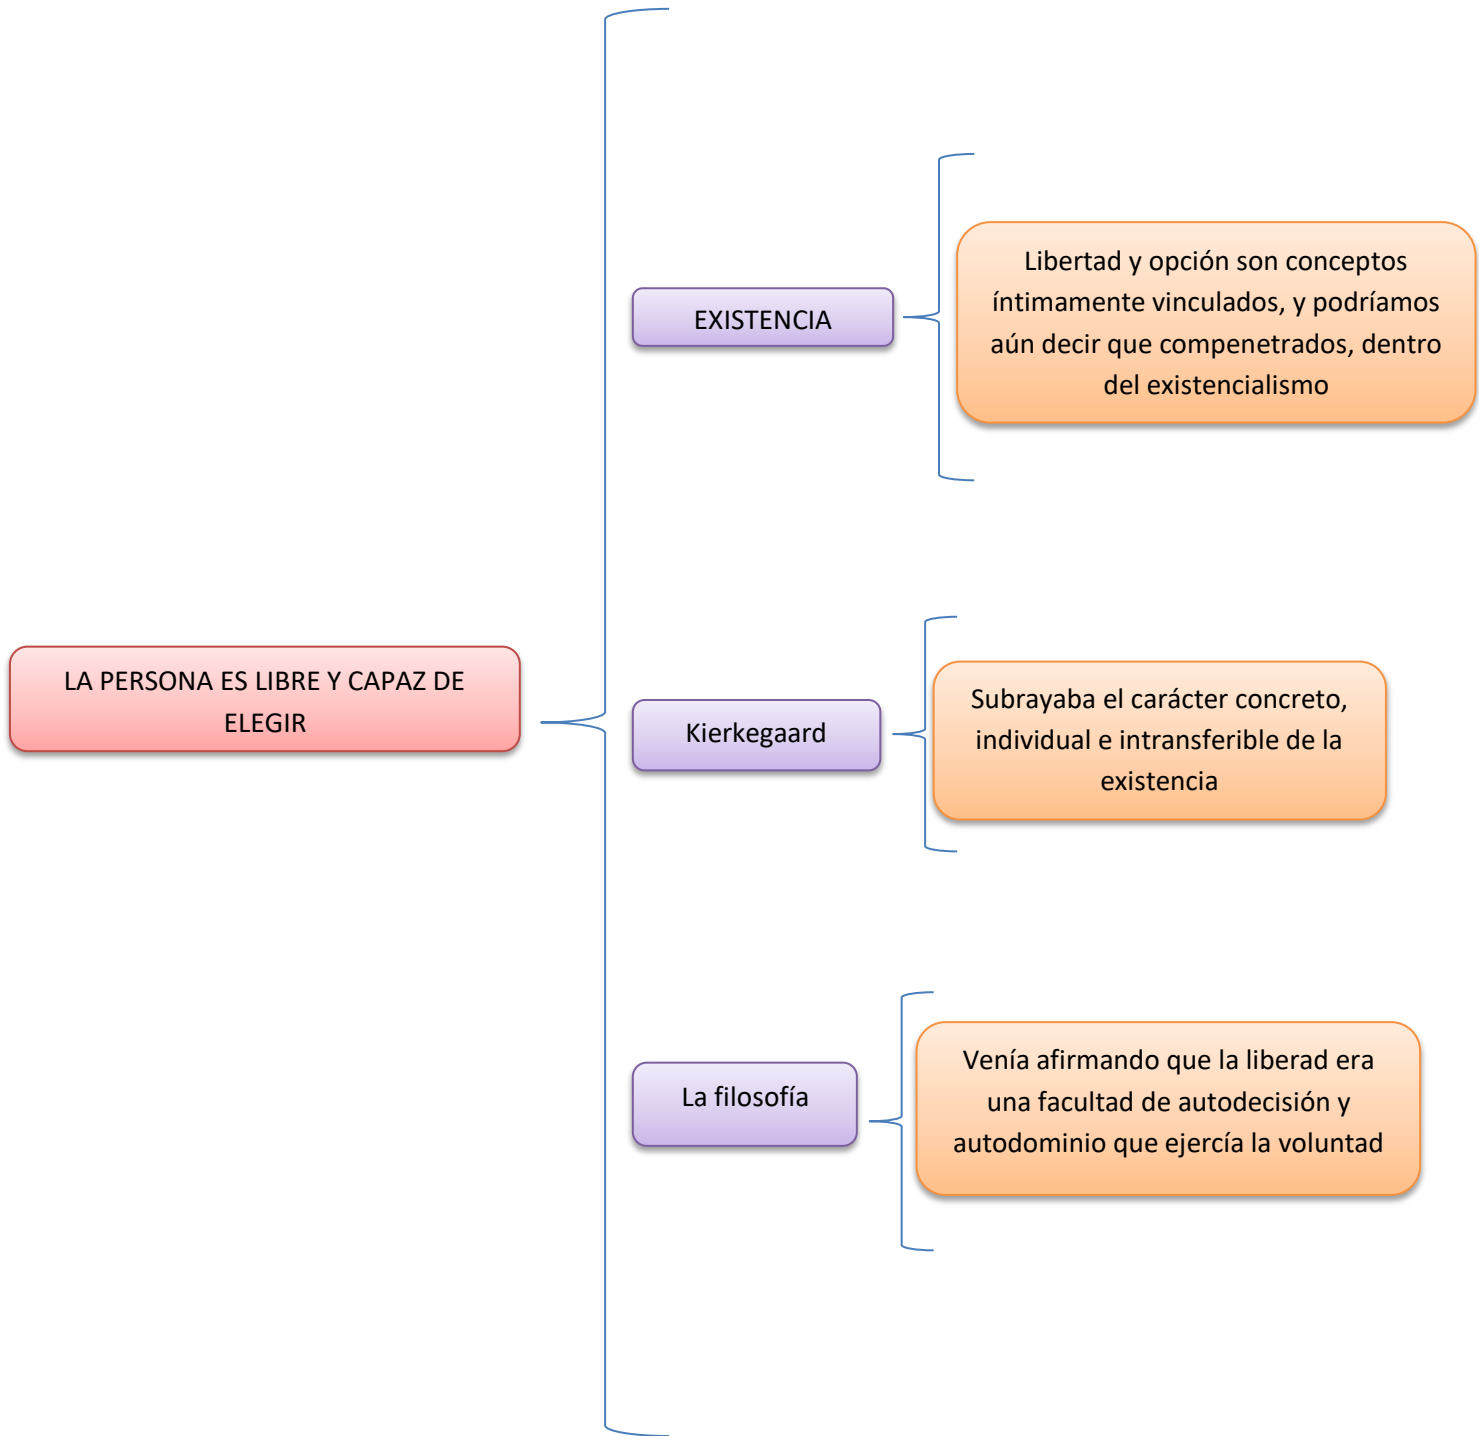 LA PERSONA ES LIBRE Y CAPAZ DE
ELEGIR
EXISTENCIA
Libertad y opción son conceptos
íntimamente vinculados, y podríamos
aún decir que compenetrados, dentro
del existencialismo
Kierkegaard
Subrayaba el carácter concreto,
individual e intransferible de la
existencia
La filosofía
Venía afirmando que la liberad era
una facultad de autodecisión y
autodominio que ejercía la voluntad